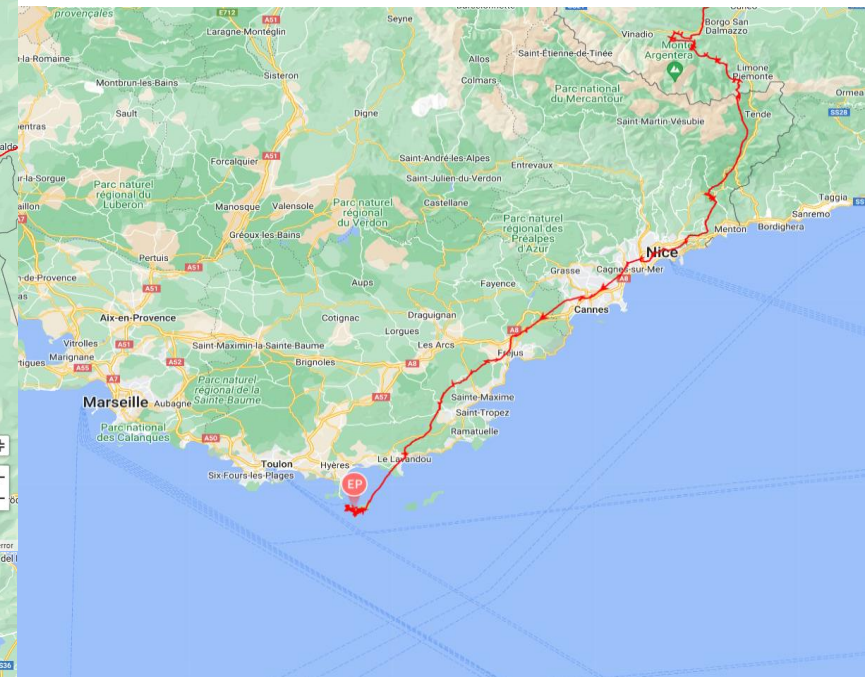 provençales
E712
A51
Laragne-Montéglin
Seyne
Vinadio
Borgo San
Dalmazzo
Monte
Argentera
Saint-Étienne-de-Tinée
Limone
Piemonte
Allos
Colmars
Parc national
du Mercantour
Ormea
SS28
Tende
Saint-Martin-Vésubie
Sisteron
Montbrun-les-Bains
Sault
Digne
Forcalquier
A51
Saint-André-les-Alpes
Saint-Julien-du-Verdon
Entrevaux
Castellane
Parc naturel
régional du
Luberon
Manosque
Valensole
Parc naturel
régional
du Verdon
Gréoux-les-Bains
Parc naturel
régional des
Préalpes
d'Azur
Taggia
Sanremo
Menton
Bordighera
Nice
Pertuis
A51
A51
Grasse
Cagnes-sur-Mer
A8
Aups
Fayence
Cannes
Aix-en-Provence
Cotignac
Draguignan
Lorgues
Les Arcs
A8
Fréjus
Vitrolles
Marignane
A51
A52
A55
A7
Saint-Maximin-la-Sainte-Baume
Brignoles
A8
Parc naturel
régional de la
Sainte Baume
A57
Sainte-Maxime
Saint-Tropez
Ramatuelle
Marseille
Aubagne
Parc national
des Calanques
A50
Toulon
Six-Fours-les-Plages
Hyères
Le Lavandou
EP